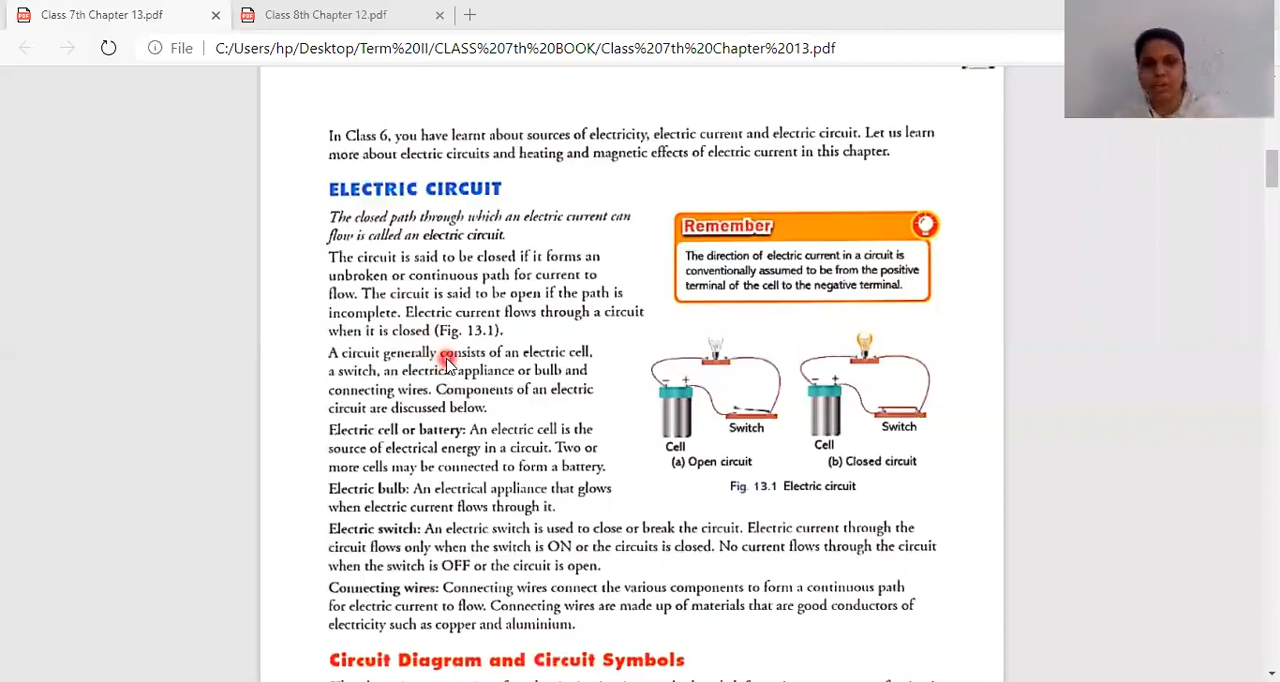 Class 7th Chapter 13.pdf
Class 8th Chapter 12.pdf
File
C:/Users/hp/Desktop/Term%20II/CLASS%207th%20BOOK/Class%207th%20Chapter%2013.pdf
In Class 6, you have learnt about sources of electricity, electric current and electric circuit. Let us learn
more about electric circuits and heating and magnetic effects of electric current in this chapter.
ELECTRIC CIRCUIT
The closed path through which an electric current can
flow is called an electric circuit.
The circuit is said to be closed if it forms an
unbroken or continuous path for current to
flow. The circuit is said to be open if the path is
incomplete. Electric current flows through a circuit
when it is closed (Fig. 13.1).
A circuit generally consists of an electric cell,
a switch, an electric appliance or bulb and
connecting wires. Components of an electric
circuit are discussed below.
Electric cell or battery: An electric cell is the
source of electrical energy in a circuit. Two or
more cells may be connected to form a battery.
Electric bulb: An electrical appliance that glows
when electric current flows through it.
Remember
The direction of electric current in a circuit is
conventionally assumed to be from the positive
terminal of the cell to the negative terminal.
− +
− +
Switch
Switch
Cell
Cell
(a) Open circuit
(b) Closed circuit
Fig. 13.1 Electric circuit
Electric switch: An electric switch is used to close or break the circuit. Electric current through the
circuit flows only when the switch is ON or the circuits is closed. No current flows through the circuit
when the switch is OFF or the circuit is open.
Connecting wires: Connecting wires connect the various components to form a continuous path
for electric current to flow. Connecting wires are made up of materials that are good conductors of
electricity such as copper and aluminium.
Circuit Diagram and Circuit Symbols